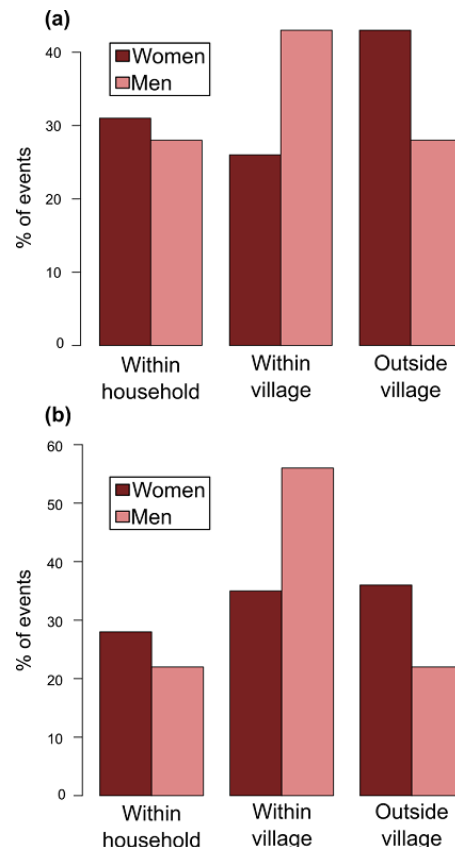 (a)
40
30
20
10
0
% of events
Women
Men
Within
household
Within
village
Outside
village
(b)
60
50
40
30
20
10
0
% of events
Women
Men
Within
household
Within
village
Outside
village